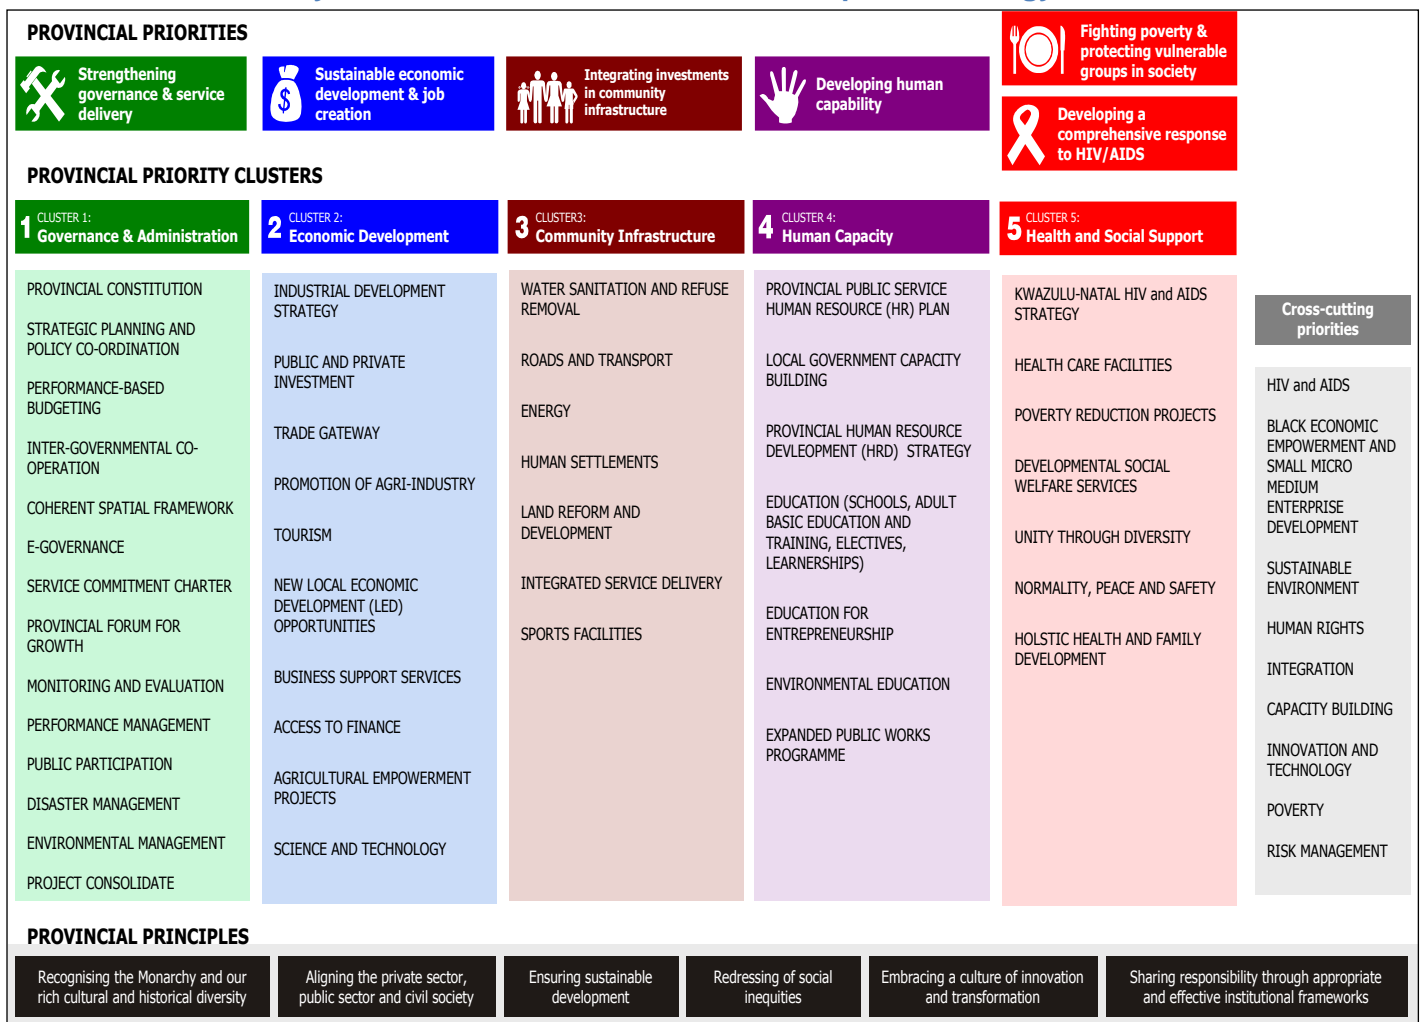 PROVINCIAL PRIORITIES
Strengthening
governance & service
delivery
Sustainable economic
development & job
creation
$
Integrating investments
in community
infrastructure
Developing human
capability
Fighting poverty &
protecting vulnerable
groups in society
Developing a
comprehensive response
to HIV/AIDS
PROVINCIAL PRIORITY CLUSTERS
1 CLUSTER 1:
Governance & Administration
PROVINCIAL CONSTITUTION
STRATEGIC PLANNING AND
POLICY CO-ORDINATION
PERFORMANCE-BASED
BUDGETING
INTER-GOVERNMENTAL CO-
OPERATION
COHERENT SPATIAL FRAMEWORK
E-GOVERNANCE
SERVICE COMMITMENT CHARTER
PROVINCIAL FORUM FOR
GROWTH
MONITORING AND EVALUATION
PERFORMANCE MANAGEMENT
PUBLIC PARTICIPATION
DISASTER MANAGEMENT
ENVIRONMENTAL MANAGEMENT
PROJECT CONSOLIDATE
2 CLUSTER 2:
Economic Development
INDUSTRIAL DEVELOPMENT
STRATEGY
PUBLIC AND PRIVATE
INVESTMENT
TRADE GATEWAY
PROMOTION OF AGRI-INDUSTRY
TOURISM
NEW LOCAL ECONOMIC
DEVELOPMENT (LED)
OPPORTUNITIES
BUSINESS SUPPORT SERVICES
ACCESS TO FINANCE
AGRICULTURAL EMPOWERMENT
PROJECTS
SCIENCE AND TECHNOLOGY
3 CLUSTER3:
Community Infrastructure
WATER SANITATION AND REFUSE
REMOVAL
ROADS AND TRANSPORT
ENERGY
HUMAN SETTLEMENTS
LAND REFORM AND
DEVELOPMENT
INTEGRATED SERVICE DELIVERY
SPORTS FACILITIES
4 CLUSTER 4:
Human Capacity
PROVINCIAL PUBLIC SERVICE
HUMAN RESOURCE (HR) PLAN
LOCAL GOVERNMENT CAPACITY
BUILDING
PROVINCIAL HUMAN RESOURCE
DEVLEOPMENT (HRD) STRATEGY
EDUCATION (SCHOOLS, ADULT
BASIC EDUCATION AND
TRAINING, ELECTIVES,
LEARNERSHIPS)
EDUCATION FOR
ENTREPRENEURSHIP
ENVIRONMENTAL EDUCATION
EXPANDED PUBLIC WORKS
PROGRAMME
5 CLUSTER 5:
Health and Social Support
KWAZULU-NATAL HIV and AIDS
STRATEGY
HEALTH CARE FACILITIES
POVERTY REDUCTION PROJECTS
DEVELOPMENTAL SOCIAL
WELFARE SERVICES
UNITY THROUGH DIVERSITY
NORMALITY, PEACE AND SAFETY
HOLSTIC HEALTH AND FAMILY
DEVELOPMENT
Cross-cutting
priorities
HIV and AIDS
BLACK ECONOMIC
EMPOWERMENT AND
SMALL MICRO
MEDIUM
ENTERPRISE
DEVELOPMENT
SUSTAINABLE
ENVIRONMENT
HUMAN RIGHTS
INTEGRATION
CAPACITY BUILDING
INNOVATION AND
TECHNOLOGY
POVERTY
RISK MANAGEMENT
PROVINCIAL PRINCIPLES
Recognising the Monarchy and our
rich cultural and historical diversity
Aligning the private sector,
public sector and civil society
Ensuring sustainable
development
Redressing of social
inequities
Embracing a culture of innovation
and transformation
Sharing responsibility through appropriate
and effective institutional frameworks